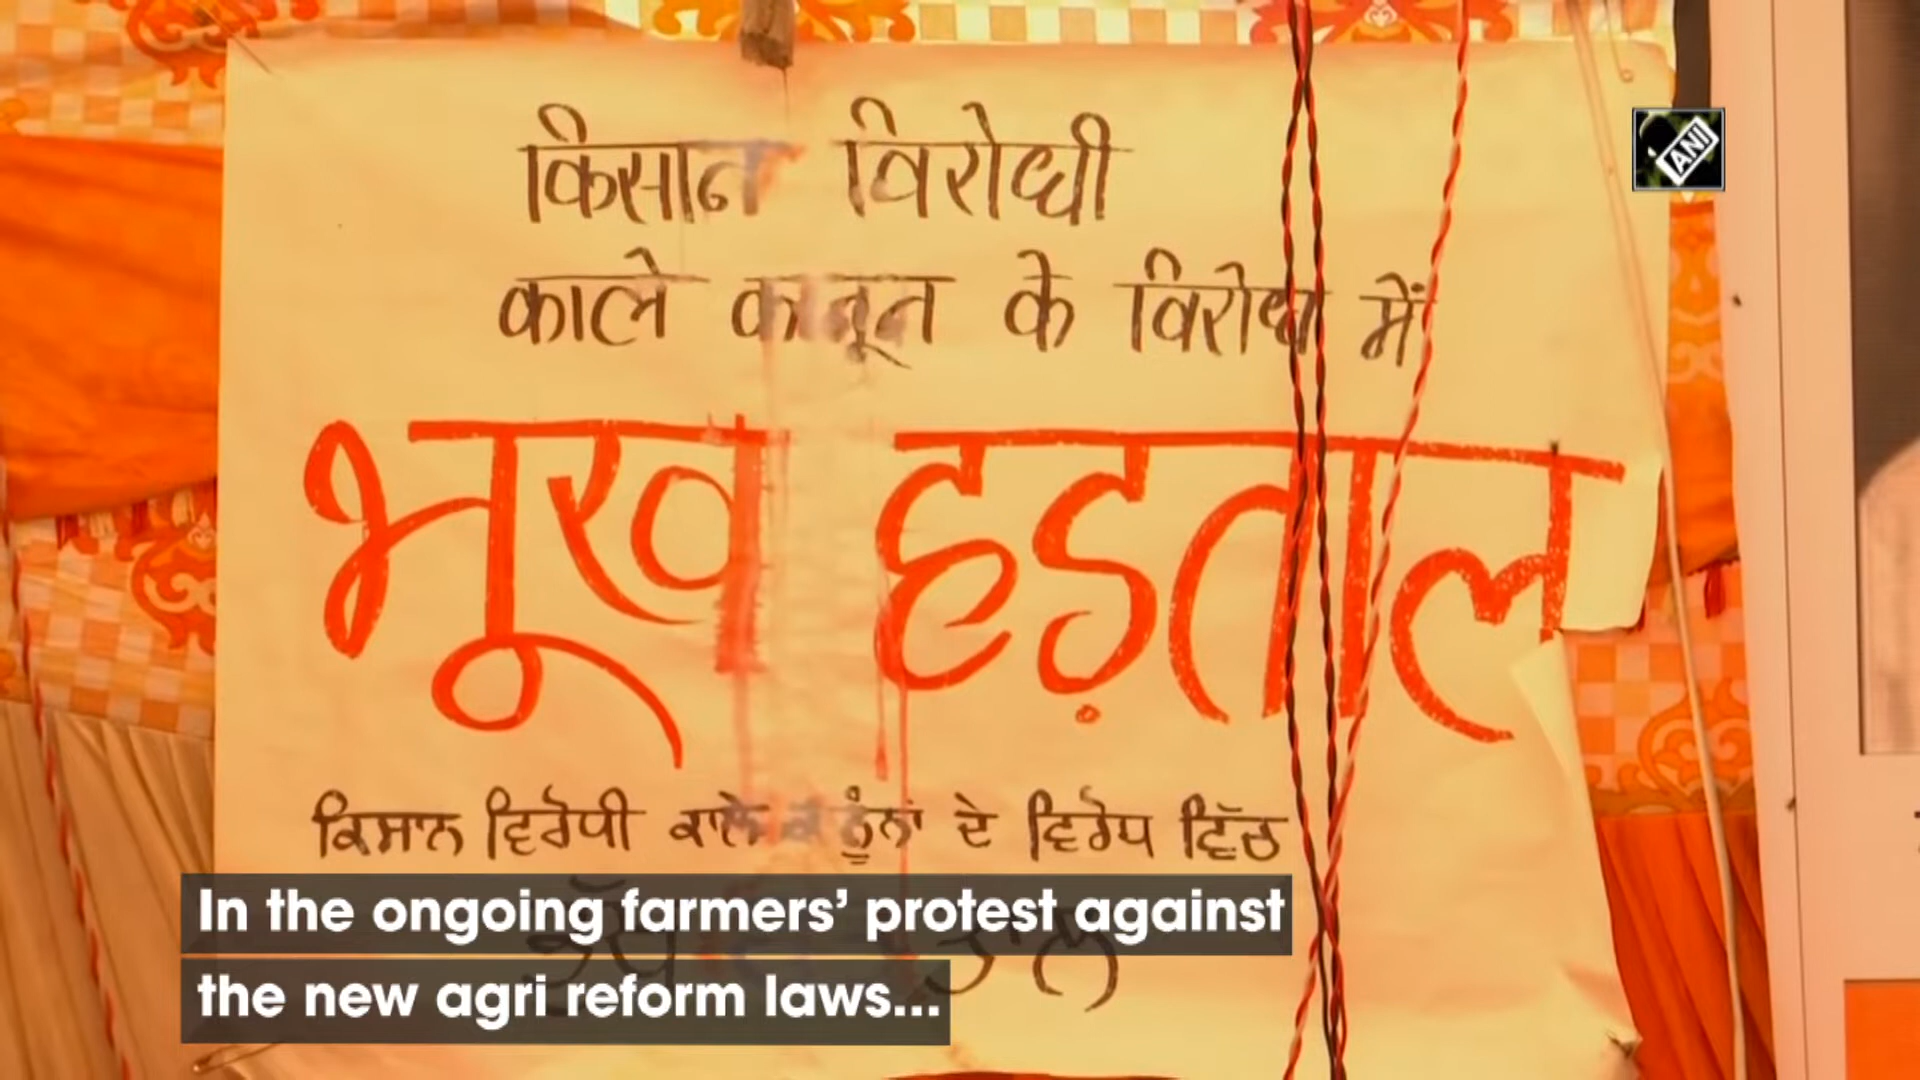 ANI
किसान विरोधी
काले कानून के विरोध में
भूख हड़ताल
ਕਿਸਾਨ ਵਿਰੋਧੀ ਕਾਲੇ ਕਾਨੂੰਨਾਂ ਦੇ ਵਿਰੋਧ ਵਿੱਚ
In the ongoing farmers’ protest against
the new agri reform laws...